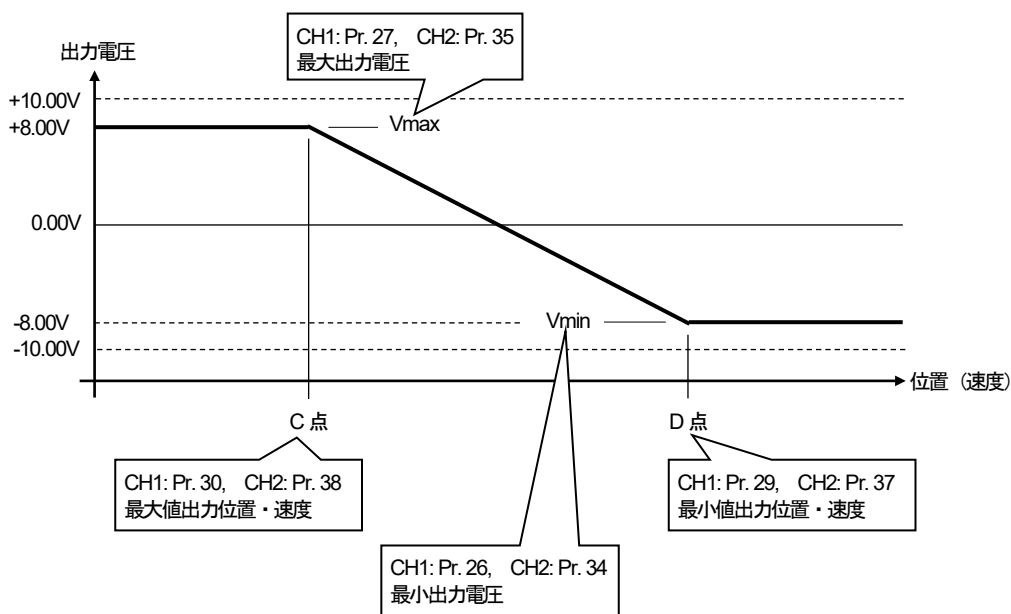 CH1: Pr. 27, CH2: Pr. 35
最大出力電圧
出力電圧
+10.00V
+8.00V
Vmax
0.00V
-8.00V
Vmin
-10.00V
位置（速度）
C 点
D 点
CH1: Pr. 30, CH2: Pr. 38
最大値出力位置・速度
CH1: Pr. 29, CH2: Pr. 37
最小値出力位置・速度
CH1: Pr. 26, CH2: Pr. 34
最小出力電圧